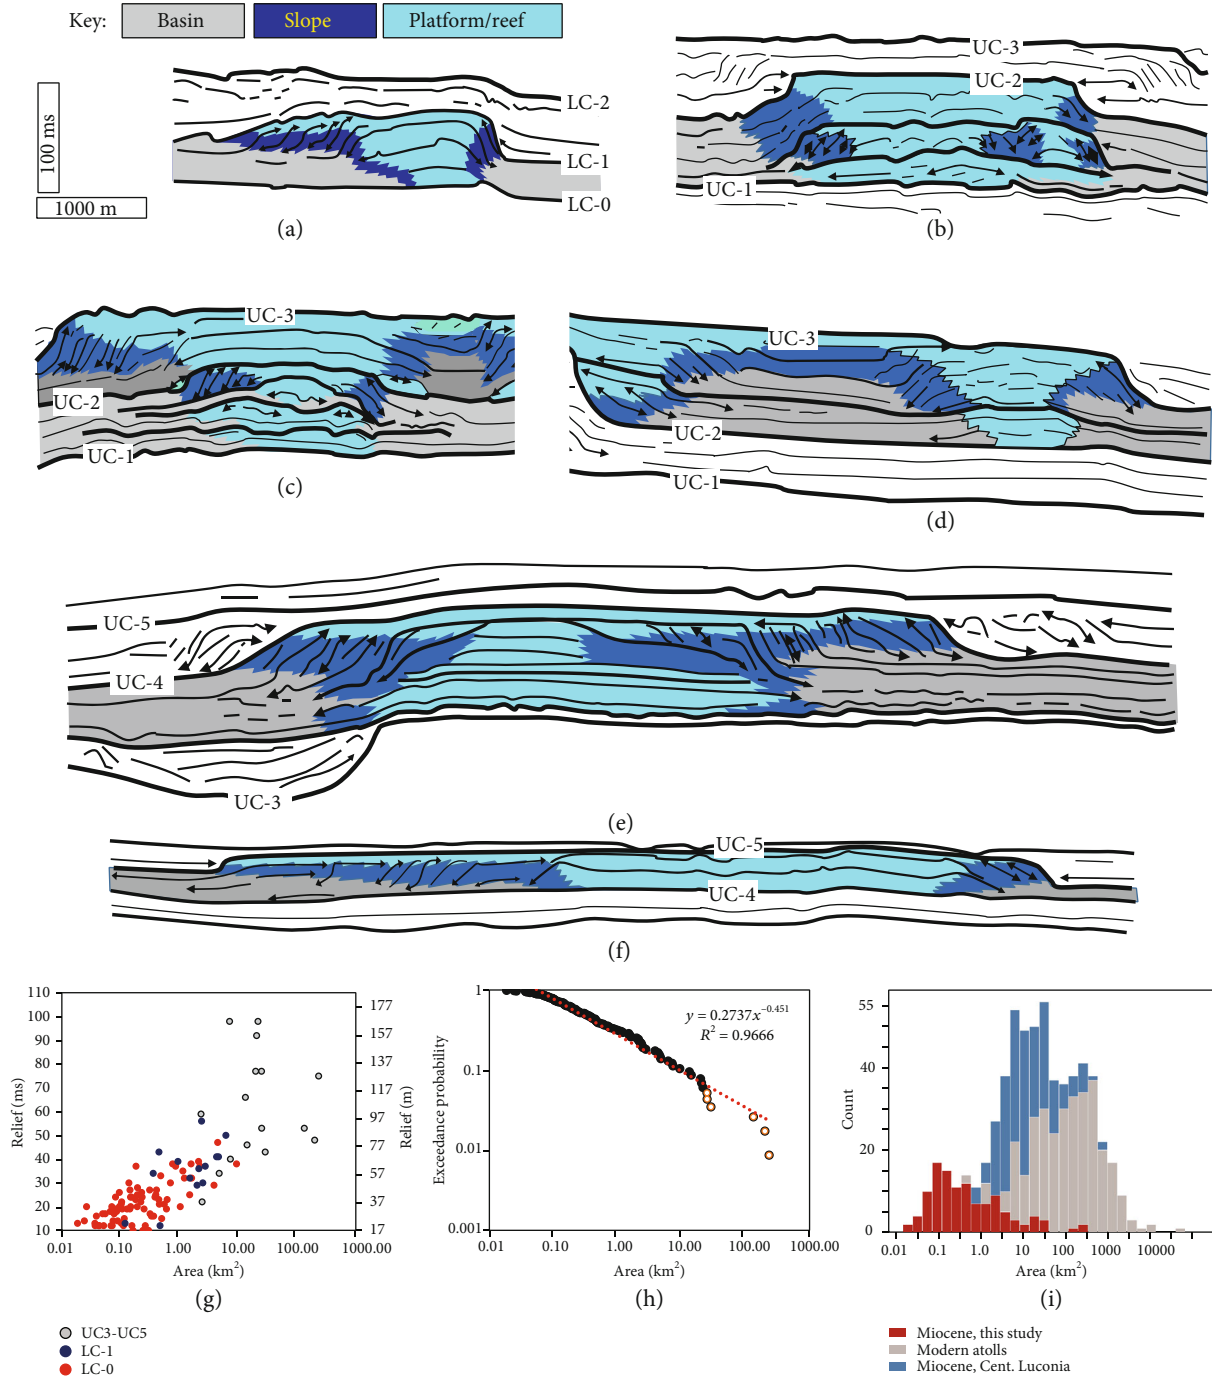 Key: Basin Slope Platform/reef
100 ms
1000 m
LC-2
LC-1
LC-0
(a)
UC-3
UC-2
UC-1
(b)
UC-3
UC-2
UC-1
(c)
UC-3
UC-2
UC-1
(d)
UC-5
UC-4
UC-3
(e)
UC-5
UC-4
(f)
110
100
90
80
70
60
50
40
30
20
10
Relief (ms)
177
157
137
117
97
77
57
37
17
Relief (m)
0.01 0.10 1.00 10.00 100.00 1000.00
Area (km²)
(g)
UC3-UC5
LC-1
LC-0
1
0.1
0.01
0.001
Exceedance probability
y = 0.2737x^−0.451
R² = 0.9666
0.01 0.10 1.00 10.00 100.00 1000.00
Area (km²)
(h)
55
40
20
0
Count
0.01 0.1 1.0 10 100 1000 10000
Area (km²)
(i)
Miocene, this study
Modern atolls
Miocene, Cent. Luconia